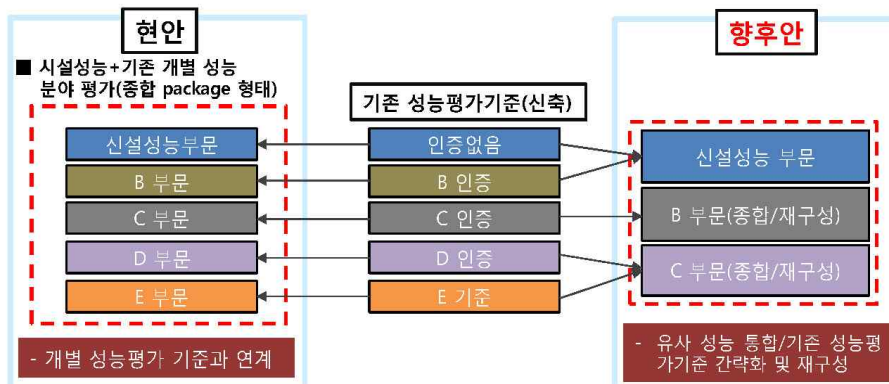 현안
■ 시설성능+기존 개별 성능
분야 평가(종합 package 형태)
신설성능부문
B 부문
C 부문
D 부문
E 부문
- 개별 성능평가 기준과 연계
기존 성능평가기준(신축)
인증없음
B 인증
C 인증
D 인증
E 기준
향후안
신설성능 부문
B 부문(종합/재구성)
C 부문(종합/재구성)
- 유사 성능 통합/기존 성능평
가기준 간략화 및 재구성